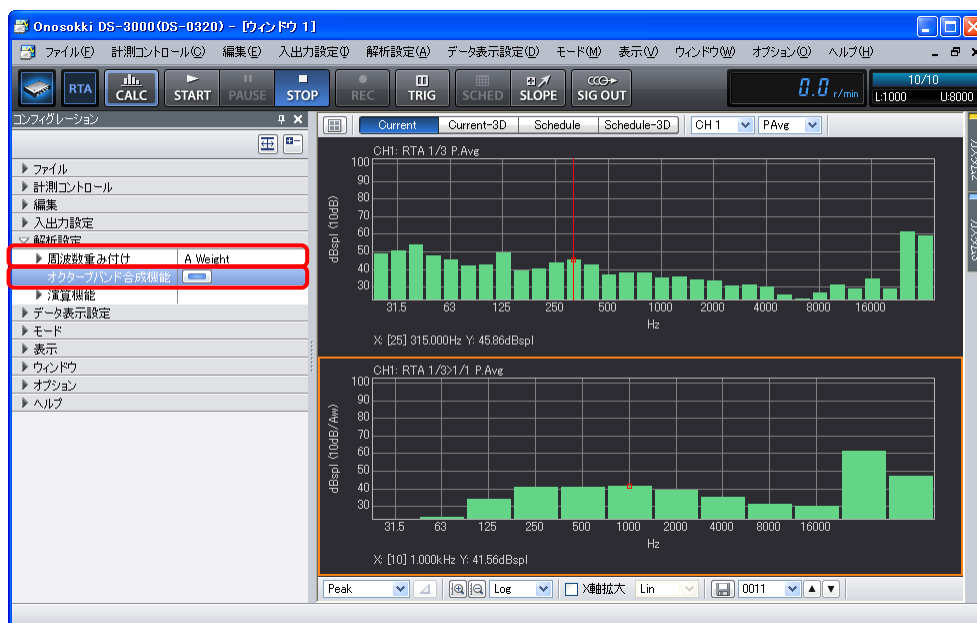 Onosokki DS-3000(DS-0320) - [ウィンドウ 1]
ファイル(F) 計測コントロール(C) 編集(E) 入出力設定(I) 解析設定(A) データ表示設定(D) モード(M) 表示(V) ウィンドウ(W) オプション(O) ヘルプ(H)
RTA CALC START PAUSE STOP REC TRIG SCHED SLOPE SIG OUT 0.0 r/min 10/10
L:1000 U:8000
コンフィグレーション
ファイル
計測コントロール
編集
入出力設定
解析設定
周波数重み付け A Weight
オクターブバンド合成機能
演算機能
データ表示設定
モード
表示
ウィンドウ
オプション
ヘルプ
Current Current-3D Schedule Schedule-3D CH 1 PAvg
CH1: RTA 1/3 P.Avg
dBspl (10dB)
100
90
80
70
60
50
40
30
31.5 63 125 250 500 1000 2000 4000 8000 16000
Hz
X: [25] 315.000Hz Y: 45.86dBspl
CH1: RTA 1/3>1/1 P.Avg
dBspl (10dB/Aw)
100
90
80
70
60
50
40
30
31.5 63 125 250 500 1000 2000 4000 8000 16000
Hz
X: [10] 1.000kHz Y: 41.56dBspl
Peak Log X軸拡大 Lin 0011